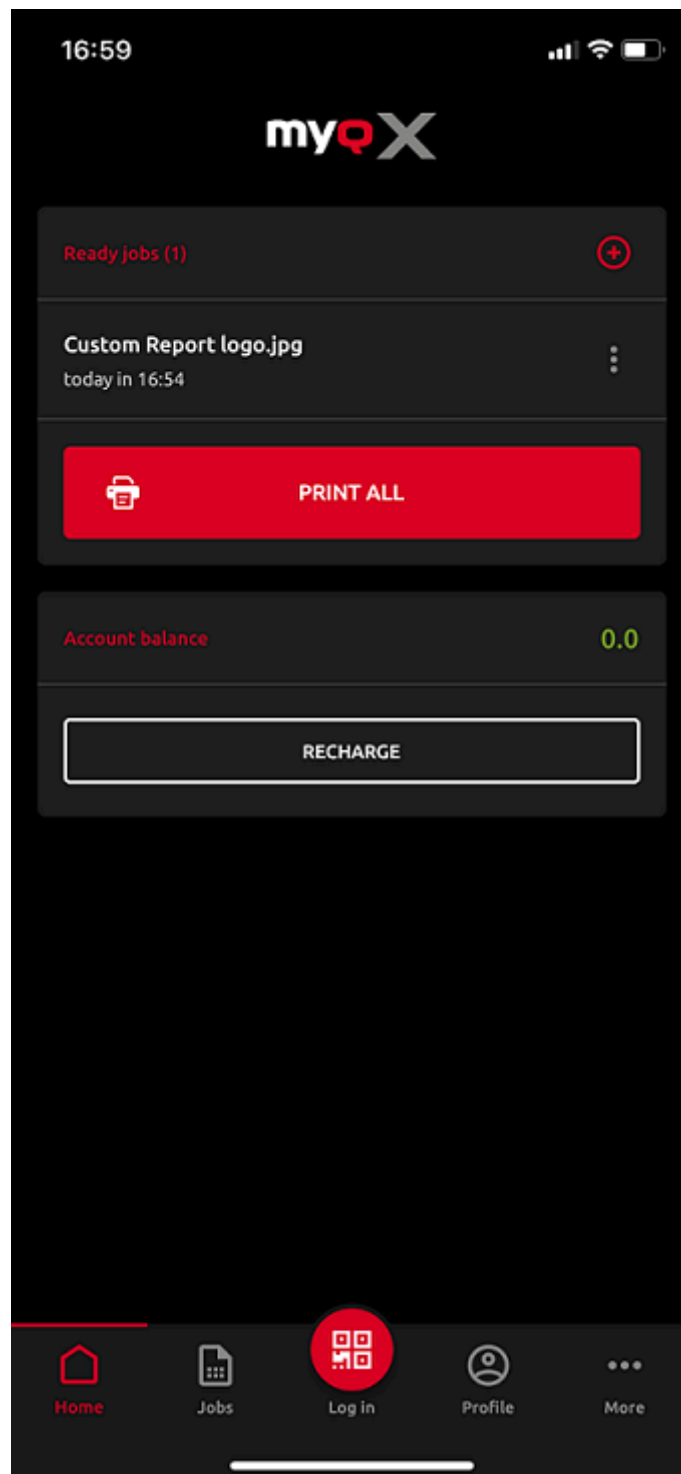 16:59
myQ X
Ready jobs (1)
Custom Report logo.jpg
today in 16:54
PRINT ALL
Account balance
0.0
RECHARGE
Home
Jobs
Log in
Profile
More